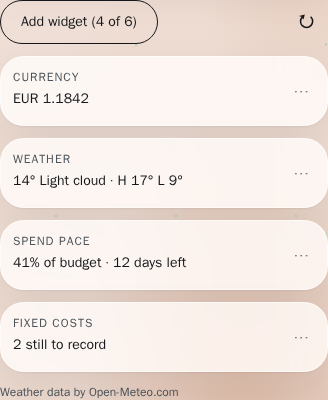 Add widget (4 of 6)
CURRENCY
EUR 1.1842
...
WEATHER
14° Light cloud · H 17° L 9°
...
SPEND PACE
41% of budget · 12 days left
...
FIXED COSTS
2 still to record
...
Weather data by Open-Meteo.com